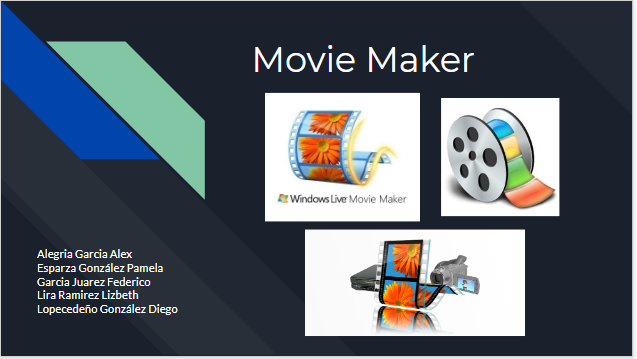 Movie Maker
Windows Live Movie Maker
Alegria Garcia Alex
Esparza González Pamela
Garcia Juarez Federico
Lira Ramirez Lizbeth
Lopecedeño González Diego